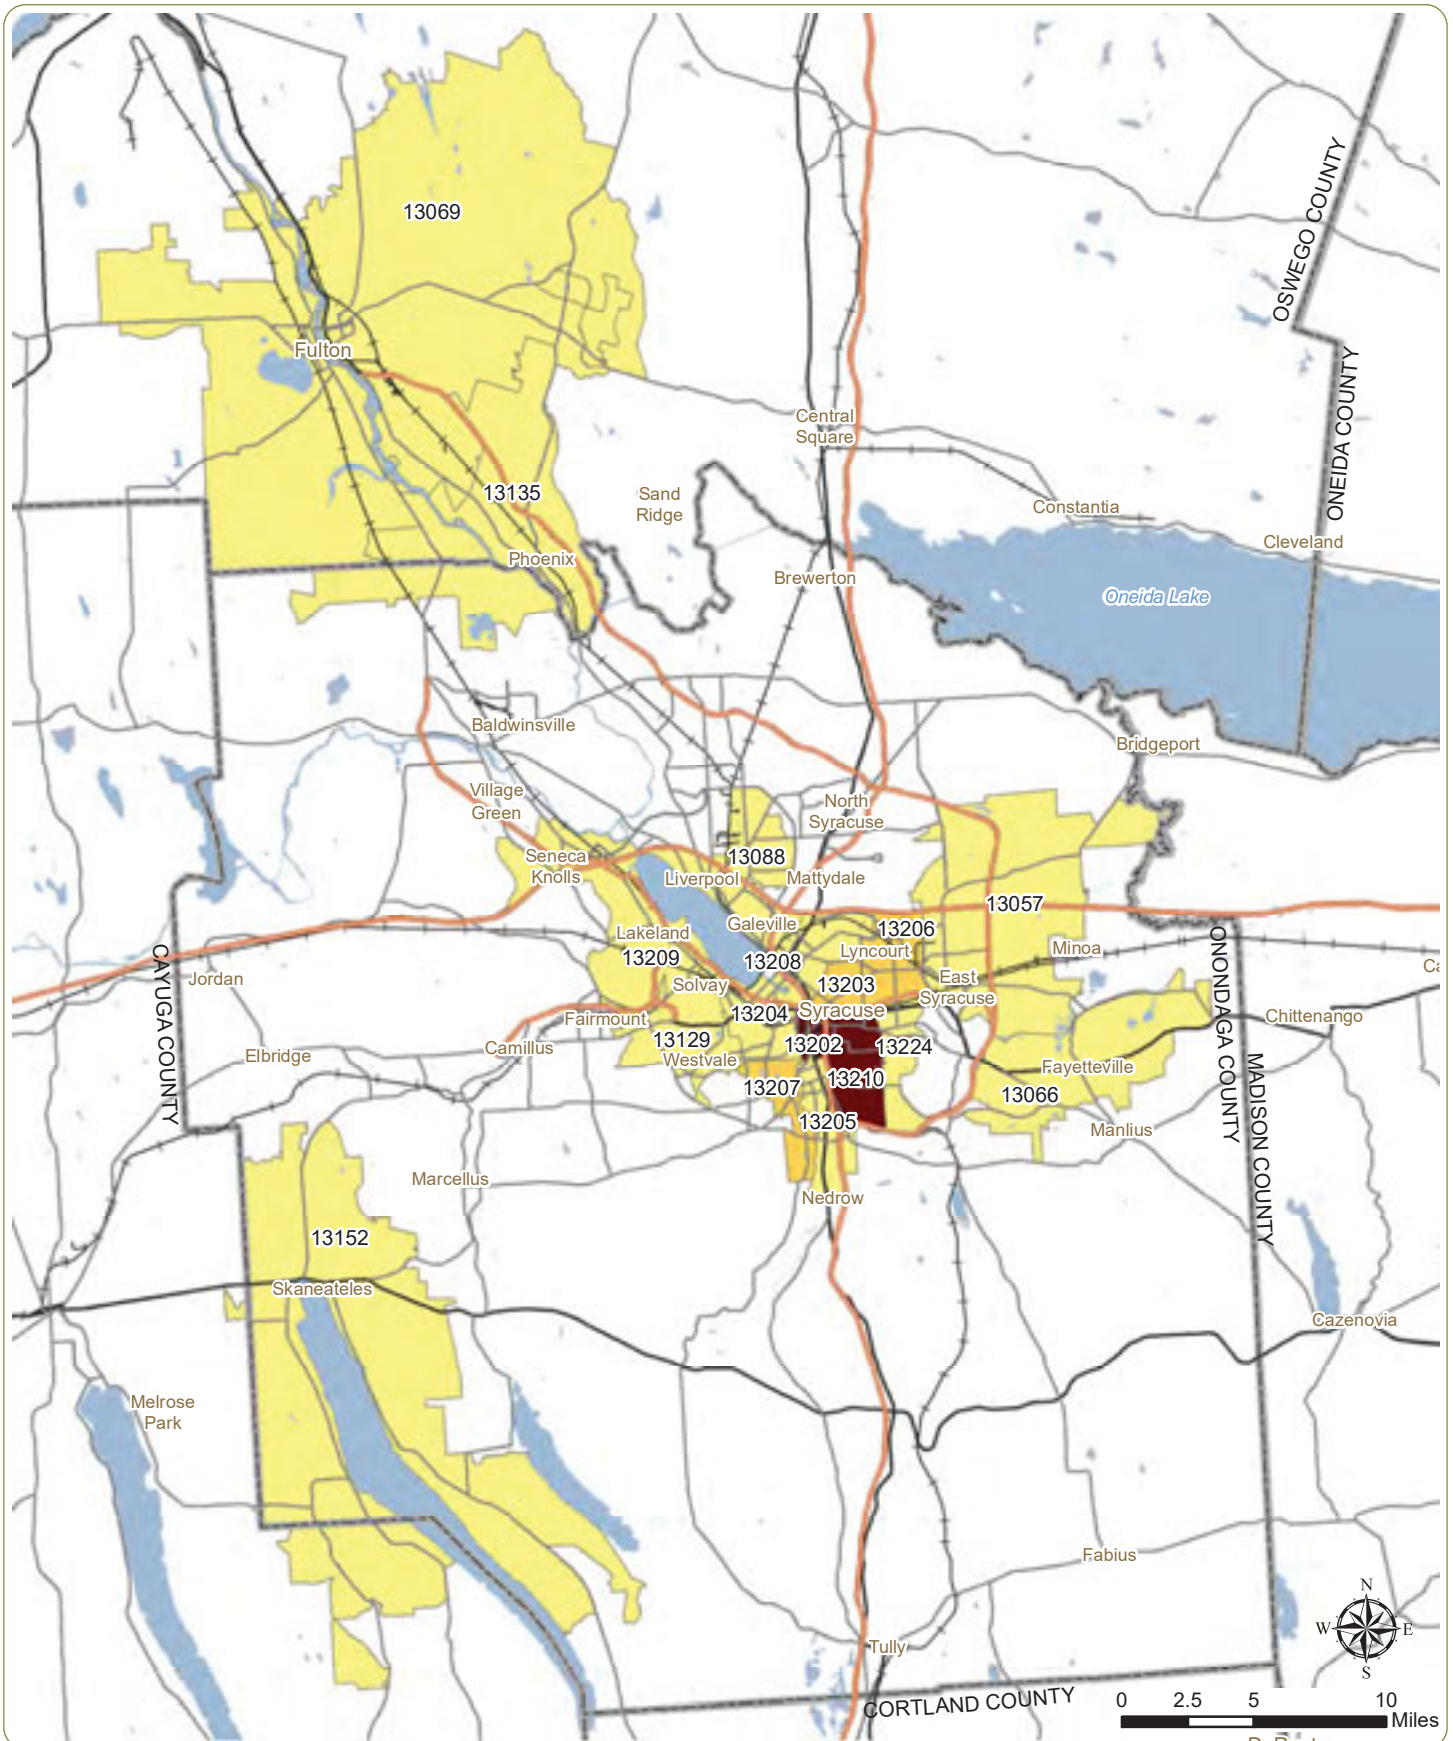 13069
OSWEGO COUNTY
Fulton
ONEIDA COUNTY
Central
Square
13135
Sand
Ridge
Constantia
Cleveland
Phoenix
Brewerton
Oneida Lake
Baldwinsville
Bridgeport
Village
Green
North
Syracuse
Seneca
Knolls
13088
Liverpool
Mattydale
13057
Galeville
13206
Lakeland
Lyncourt
Minoa
13209
13208
CAYUGA COUNTY
Jordan
Solvay
13203
East
Syracuse
ONONDAGA COUNTY
Ca
13204
Syracuse
Fairmount
Chittenango
13129
13202
13224
Camillus
Elbridge
Westvale
Fayetteville
13207
13210
13066
MADISON COUNTY
13205
Manlius
Marcellus
Nedrow
13152
Skaneateles
Cazenovia
Melrose
Park
Fabius
N
W
E
S
Tully
CORTLAND COUNTY
0 2.5 5 10
Miles